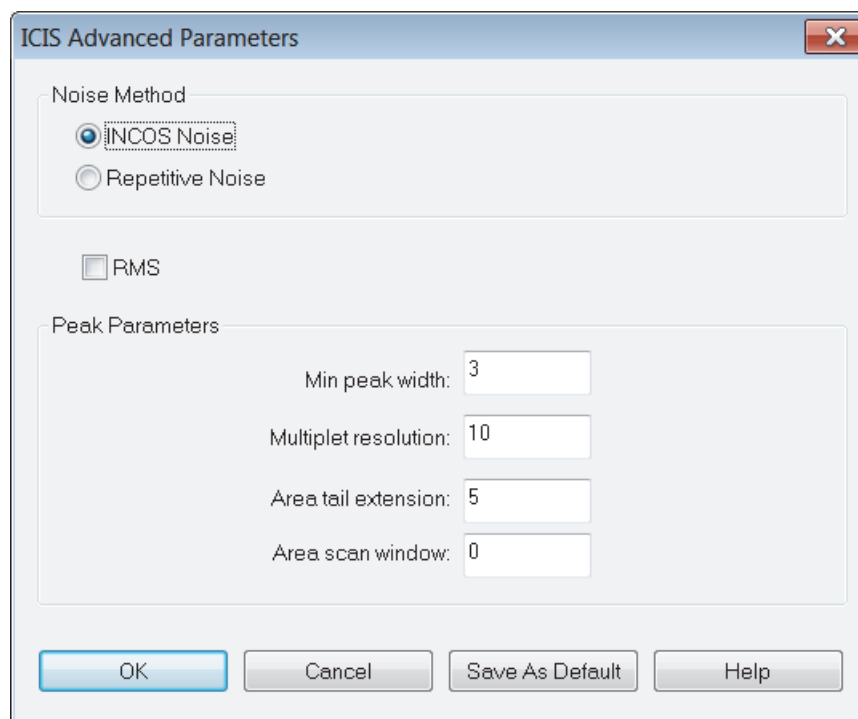 ICIS Advanced Parameters
Noise Method
INCOS Noise
Repetitive Noise
RMS
Peak Parameters
Min peak width: 3
Multiplet resolution: 10
Area tail extension: 5
Area scan window: 0
OK Cancel Save As Default Help